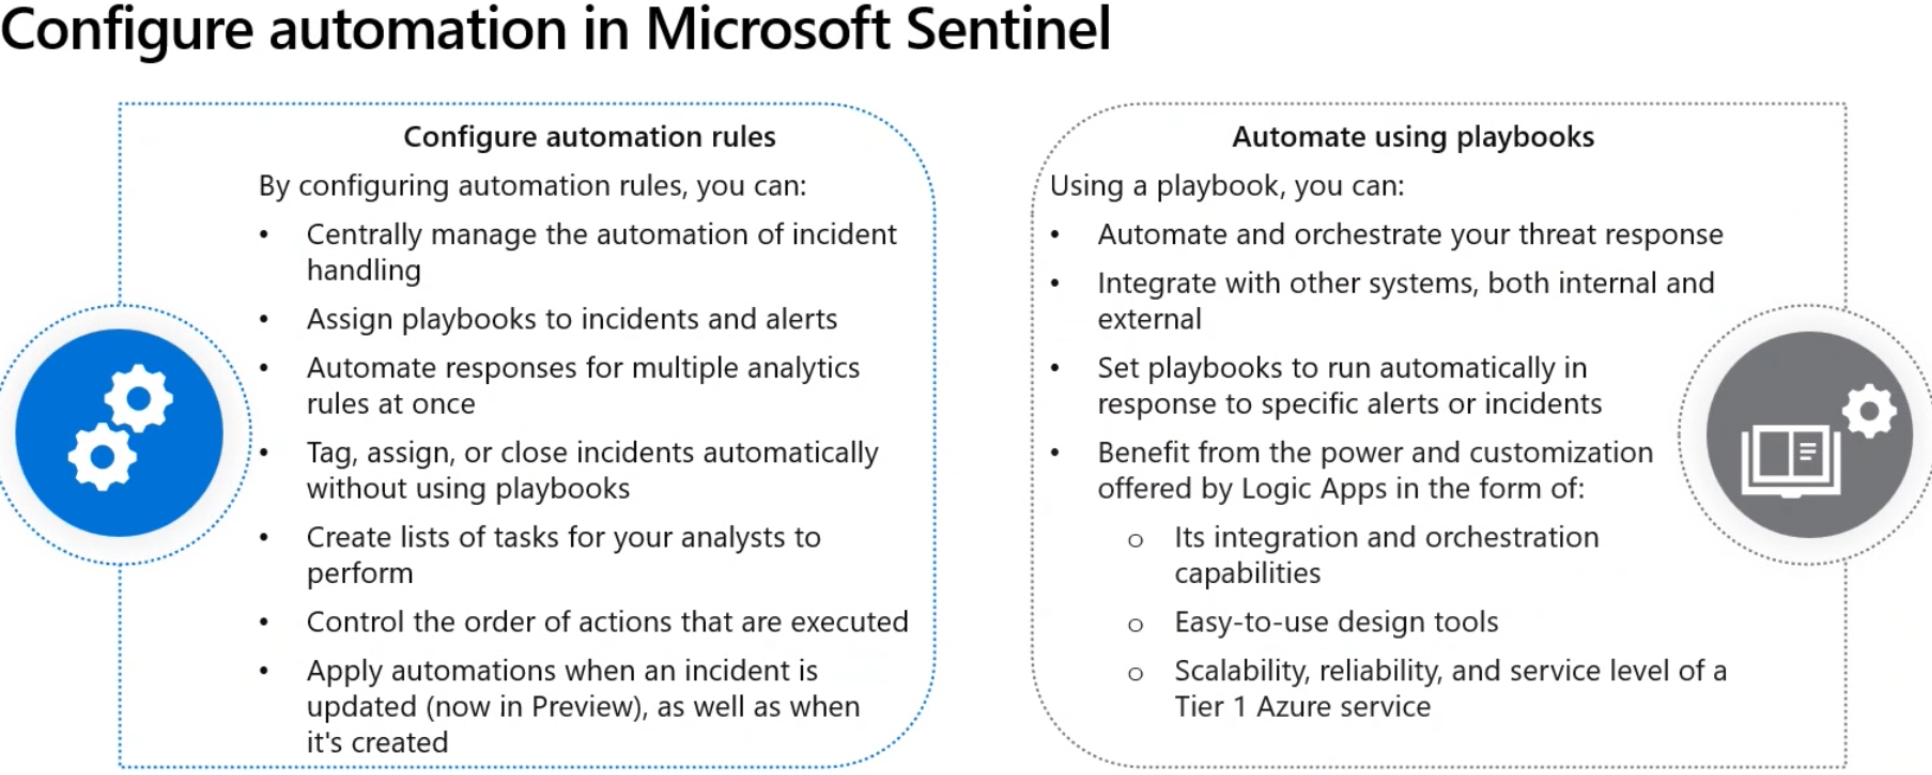 Configure automation in Microsoft Sentinel
Configure automation rules
By configuring automation rules, you can:
• Centrally manage the automation of incident
handling
• Assign playbooks to incidents and alerts
• Automate responses for multiple analytics
rules at once
• Tag, assign, or close incidents automatically
without using playbooks
• Create lists of tasks for your analysts to
perform
• Control the order of actions that are executed
• Apply automations when an incident is
updated (now in Preview), as well as when
it's created
Automate using playbooks
Using a playbook, you can:
• Automate and orchestrate your threat response
• Integrate with other systems, both internal and
external
• Set playbooks to run automatically in
response to specific alerts or incidents
• Benefit from the power and customization
offered by Logic Apps in the form of:
o Its integration and orchestration
capabilities
o Easy-to-use design tools
o Scalability, reliability, and service level of a
Tier 1 Azure service